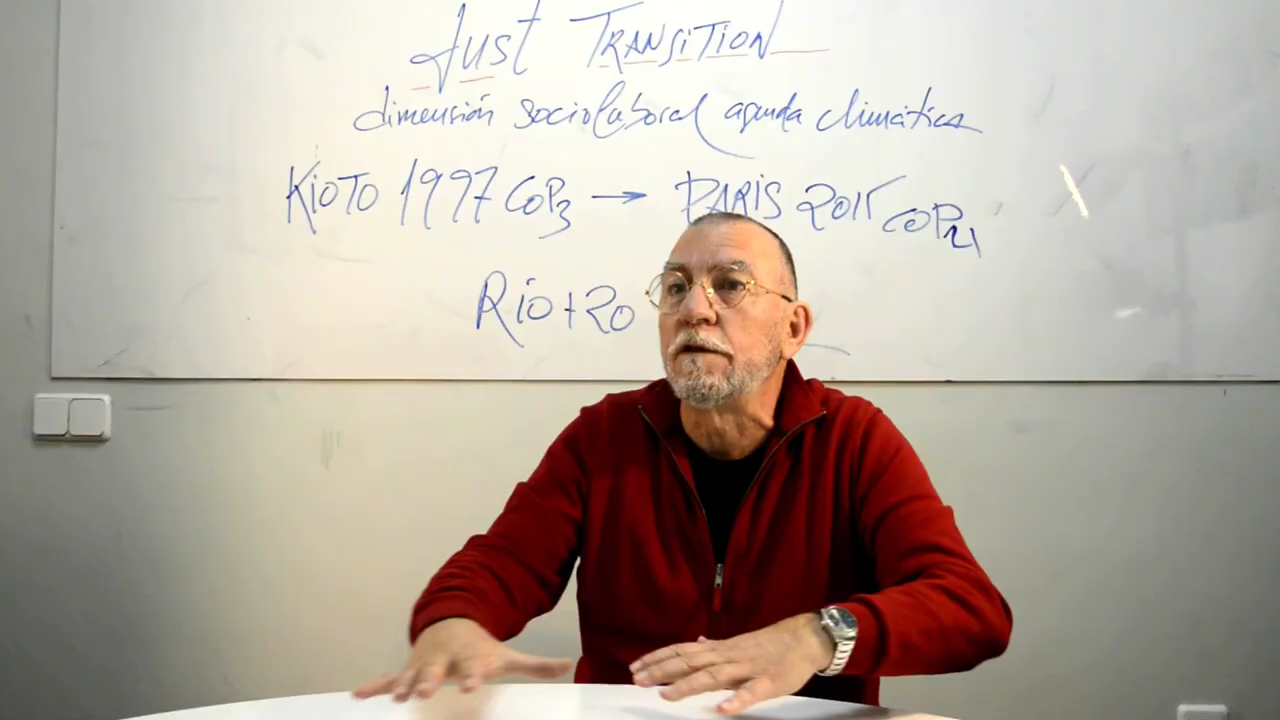 Just TRANSiTiON
dimensión sociolaboral agenda climática
KioTO 1997 COP3 → PARiS 2015 COP21
Rio+20